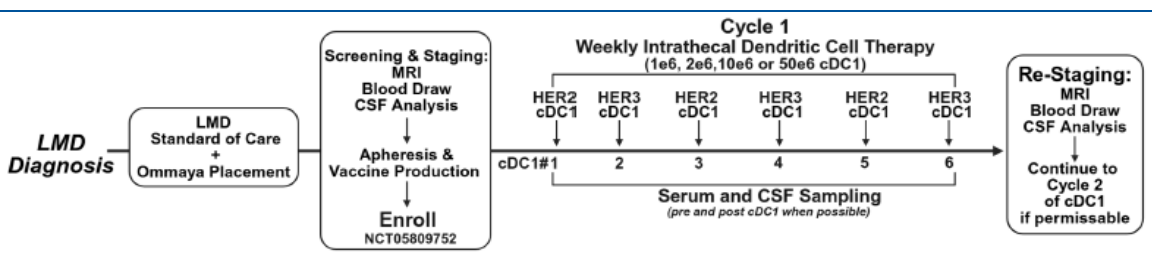 LMD
Diagnosis
LMD
Standard of Care
+
Ommaya Placement
Screening & Staging:
MRI
Blood Draw
CSF Analysis
Apheresis &
Vaccine Production
Enroll
NCT05809752
Cycle 1
Weekly Intrathecal Dendritic Cell Therapy
(1e6, 2e6,10e6 or 50e6 cDC1)
HER2 HER3 HER2 HER3 HER2 HER3
cDC1 cDC1 cDC1 cDC1 cDC1 cDC1
cDC1#1 2 3 4 5 6
Serum and CSF Sampling
(pre and post cDC1 when possible)
Re-Staging:
MRI
Blood Draw
CSF Analysis
Continue to
Cycle 2
of cDC1
if permissable